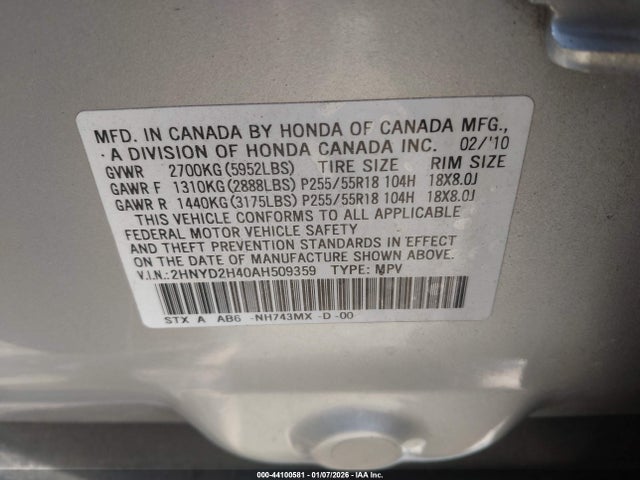 MFD. IN CANADA BY HONDA OF CANADA MFG.,
A DIVISION OF HONDA CANADA INC. 02/'10
GVWR 2700KG(5952LBS) TIRE SIZE RIM SIZE
GAWR F 1310KG(2888LBS) P255/55R18 104H 18X8.0J
GAWR R 1440KG(3175LBS) P255/55R18 104H 18X8.0J
THIS VEHICLE CONFORMS TO ALL APPLICABLE
FEDERAL MOTOR VEHICLE SAFETY
AND THEFT PREVENTION STANDARDS IN EFFECT
ON THE DATE OF MANUFACTURE SHOWN ABOVE.
V.I.N.:2HNYD2H40AH509359 TYPE: MPV
STX A AB6 -NH743MX -D -00
000-44100581 - 01/07/2026 - IAA Inc.